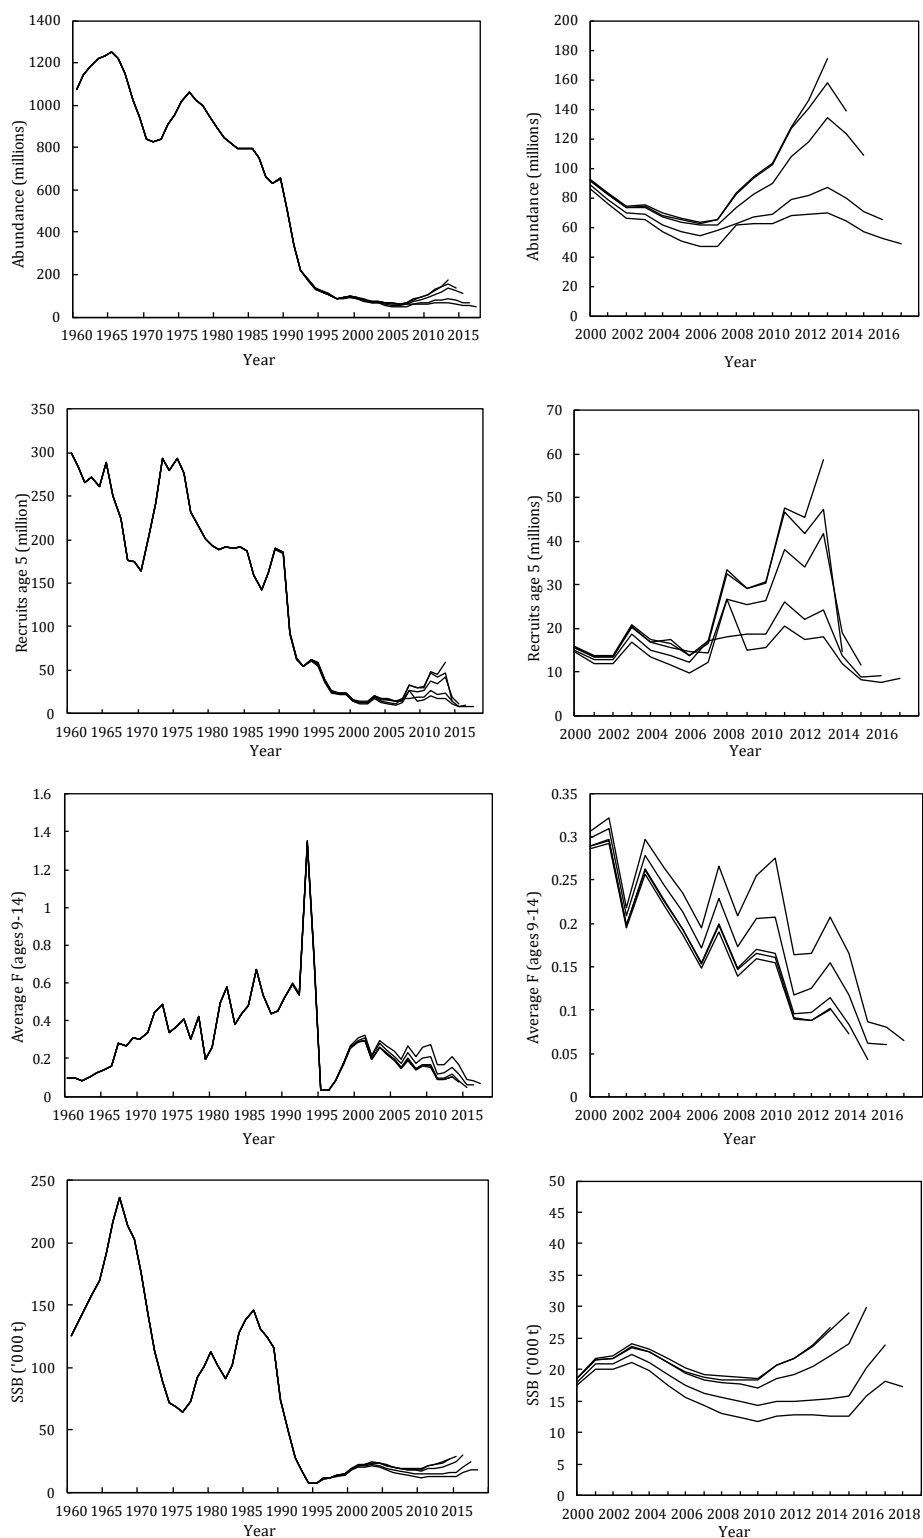 1400
1200
1000
800
600
400
200
0
Abundance (millions)
1960 1965 1970 1975 1980 1985 1990 1995 2000 2005 2010 2015
Year
200
180
160
140
120
100
80
60
40
20
0
Abundance (millions)
2000 2002 2004 2006 2008 2010 2012 2014 2016
Year
350
300
250
200
150
100
50
0
Recruits age 5 (million)
1960 1965 1970 1975 1980 1985 1990 1995 2000 2005 2010 2015
Year
70
60
50
40
30
20
10
0
Recruits age 5 (millions)
2000 2002 2004 2006 2008 2010 2012 2014 2016
Year
1.6
1.4
1.2
1
0.8
0.6
0.4
0.2
0
Average F (ages 9-14)
1960 1965 1970 1975 1980 1985 1990 1995 2000 2005 2010 2015
Year
0.35
0.3
0.25
0.2
0.15
0.1
0.05
0
Average F (ages 9-14)
2000 2002 2004 2006 2008 2010 2012 2014 2016
Year
250
200
150
100
50
0
SSB ('000 t)
1960 1965 1970 1975 1980 1985 1990 1995 2000 2005 2010 2015
Year
50
45
40
35
30
25
20
15
10
5
0
SSB ('000 t)
2000 2002 2004 2006 2008 2010 2012 2014 2016 2018
Year